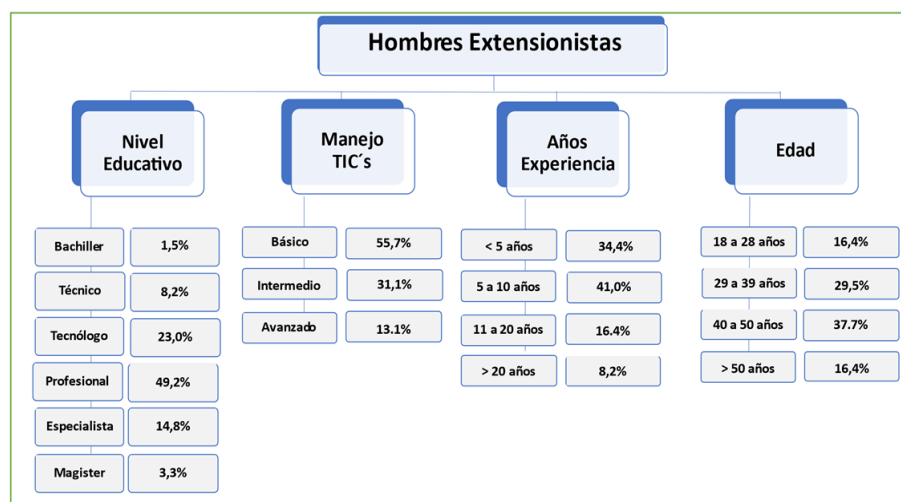 Hombres Extensionistas
Nivel
Educativo
Bachiller 1,5%
Técnico 8,2%
Tecnólogo 23,0%
Profesional 49,2%
Especialista 14,8%
Magister 3,3%
Manejo
TIC´s
Básico 55,7%
Intermedio 31,1%
Avanzado 13.1%
Años
Experiencia
< 5 años 34,4%
5 a 10 años 41,0%
11 a 20 años 16.4%
> 20 años 8,2%
Edad
18 a 28 años 16,4%
29 a 39 años 29,5%
40 a 50 años 37.7%
> 50 años 16,4%